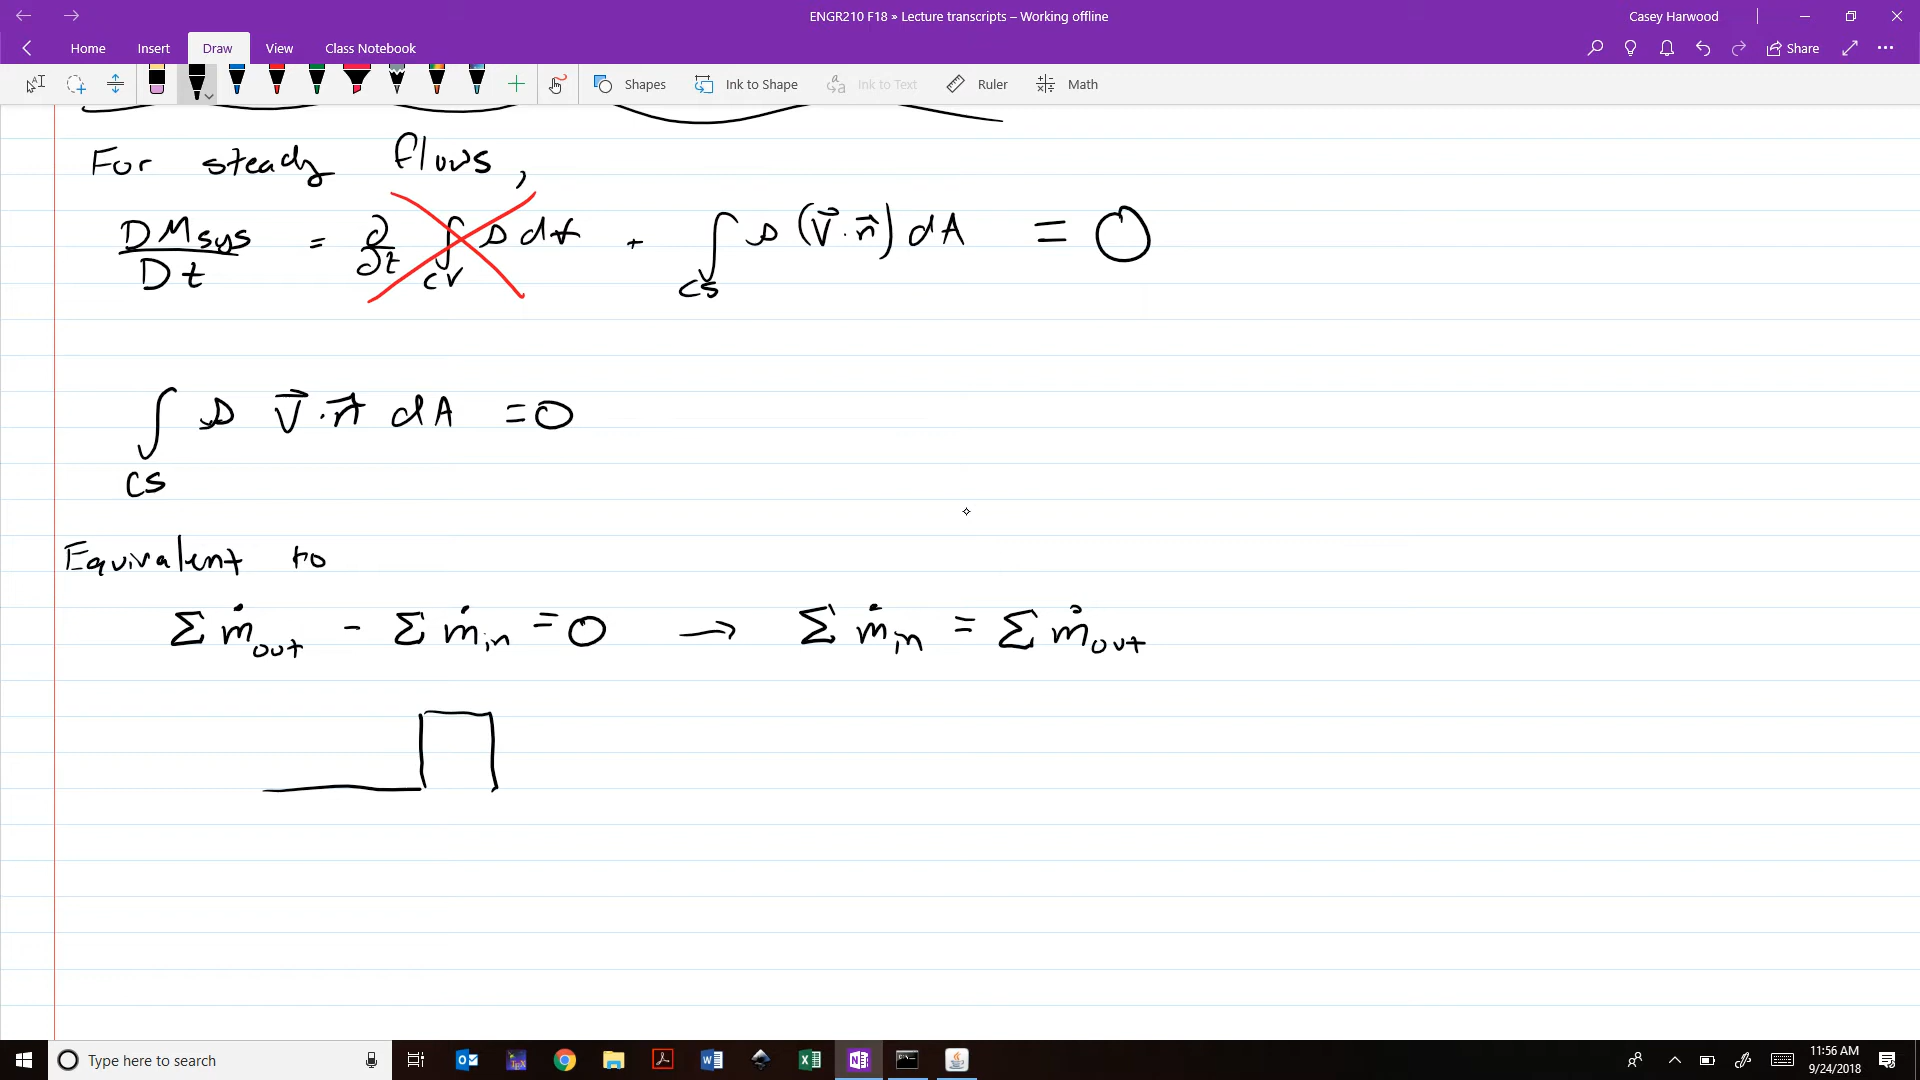 ENGR210 F18 » Lecture transcripts – Working offline
Casey Harwood
Home Insert Draw View Class Notebook
Share
Shapes Ink to Shape Ink to Text Ruler Math
For steady flows,
DMsys/Dt = ∂/∂t ∫CV ρ dV + ∫CS ρ (V⃗·n⃗) dA = 0
∫CS ρ V⃗·n⃗ dA = 0
Equivalent to
Σ ṁout - Σ ṁin = 0 → Σ ṁin = Σ ṁout
Type here to search
11:56 AM
9/24/2018